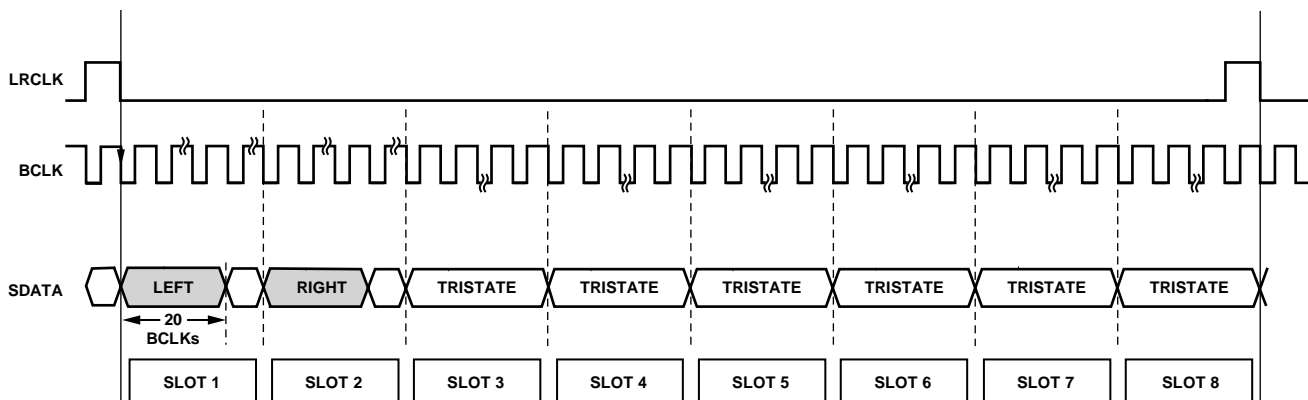 LRCLK
BCLK
SDATA
LEFT
RIGHT
TRISTATE
TRISTATE
TRISTATE
TRISTATE
TRISTATE
TRISTATE
20
BCLKs
SLOT 1
SLOT 2
SLOT 3
SLOT 4
SLOT 5
SLOT 6
SLOT 7
SLOT 8